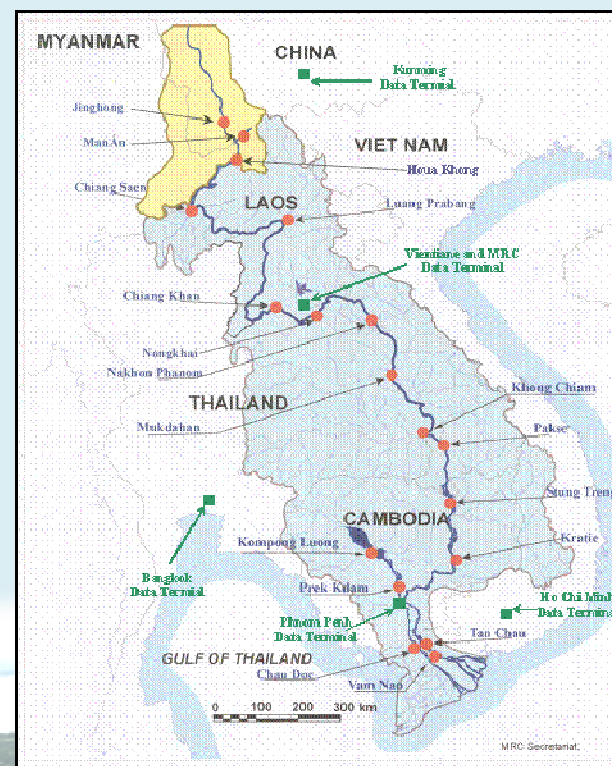 MYANMAR
CHINA
Kunming
Data Termial
Jinghong
Man An
VIET NAM
Houa Khong
Chiang Saen
LAOS
Luang Prabang
Vientiane and MRC
Data Terminal
Chiang Khan
Nongkhai
Nakhon Phanom
Khong Chiam
THAILAND
Mukdahan
Pakse
Stung Treng
CAMBODIA
Kompong Luong
Kratie
Bangkok
Data Termial
Prek Kdam
Ho Chi Minh
Data Terminal
Phnom Penh
Data Terminal
Tan Chau
GULF OF THAILAND
Chau Doc
Vam Nao
0 100 200 300 km
MRC Secretariat,